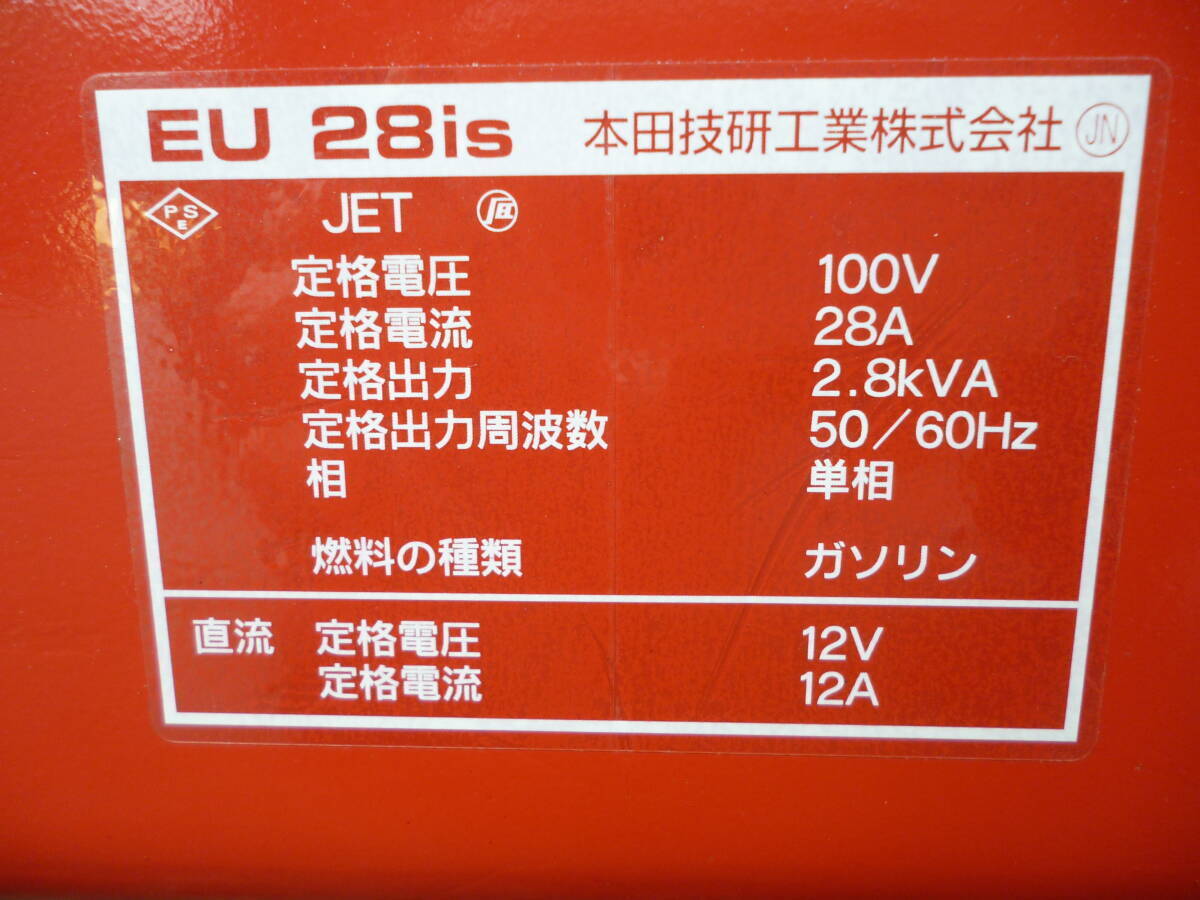 EU 28is 本田技研工業株式会社 JN
PSE JET JET
定格電圧 100V
定格電流 28A
定格出力 2.8kVA
定格出力周波数 50／60Hz
相 単相
燃料の種類 ガソリン
直流 定格電圧 12V
定格電流 12A